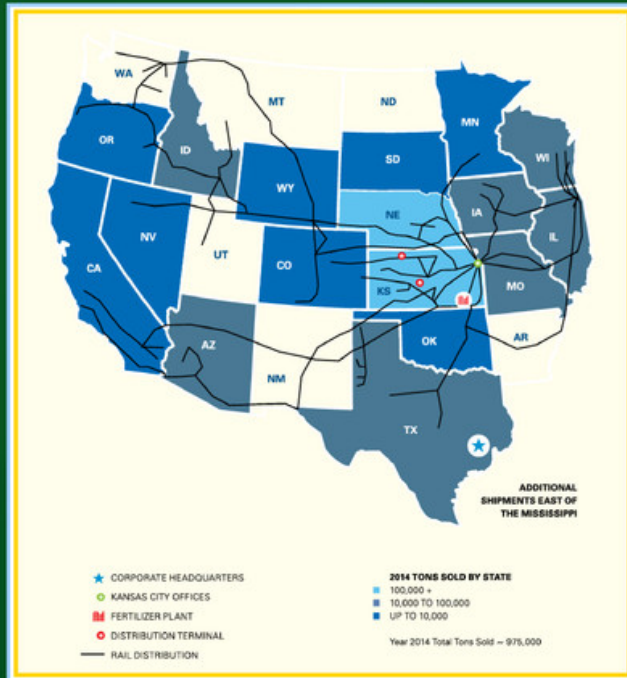 WA
MT
ND
MN
OR
ID
SD
WI
WY
NE
IA
NV
UT
CO
IL
CA
KS
MO
AZ
NM
OK
AR
TX
ADDITIONAL
SHIPMENTS EAST OF
THE MISSISSIPPI
CORPORATE HEADQUARTERS
KANSAS CITY OFFICES
FERTILIZER PLANT
DISTRIBUTION TERMINAL
RAIL DISTRIBUTION
2014 TONS SOLD BY STATE
100,000 +
10,000 TO 100,000
UP TO 10,000
Year 2014 Total Tons Sold ~ 975,000